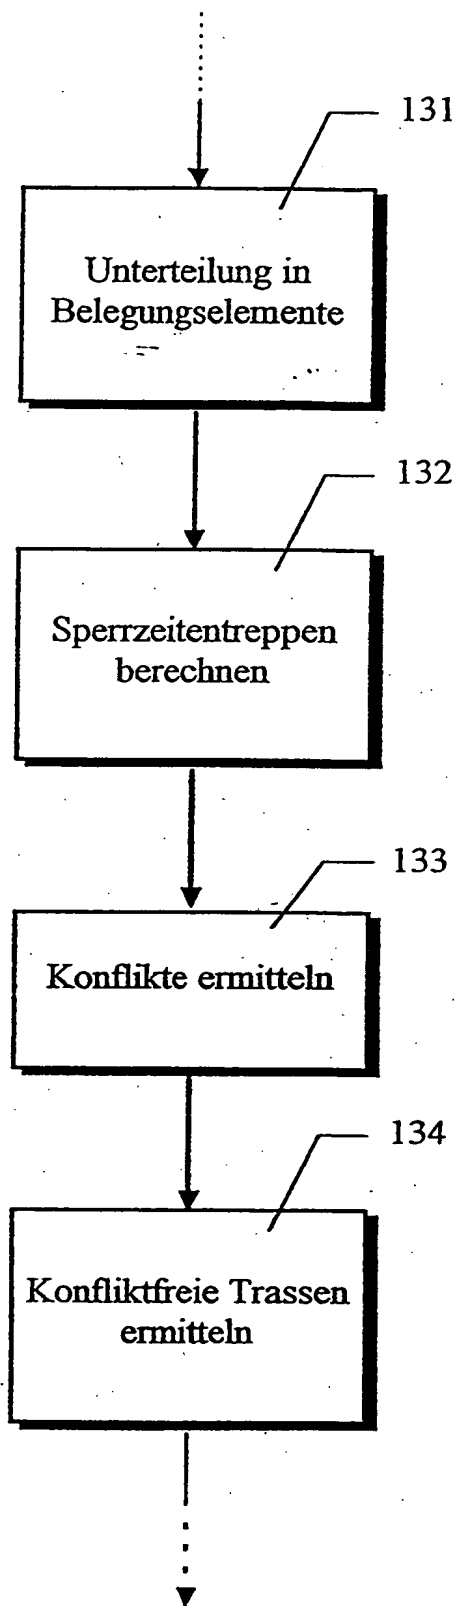 131
Unterteilung in
Belegungselemente
132
Sperrzeitentreppen
berechnen
133
Konflikte ermitteln
134
Konfliktfreie Trassen
ermitteln